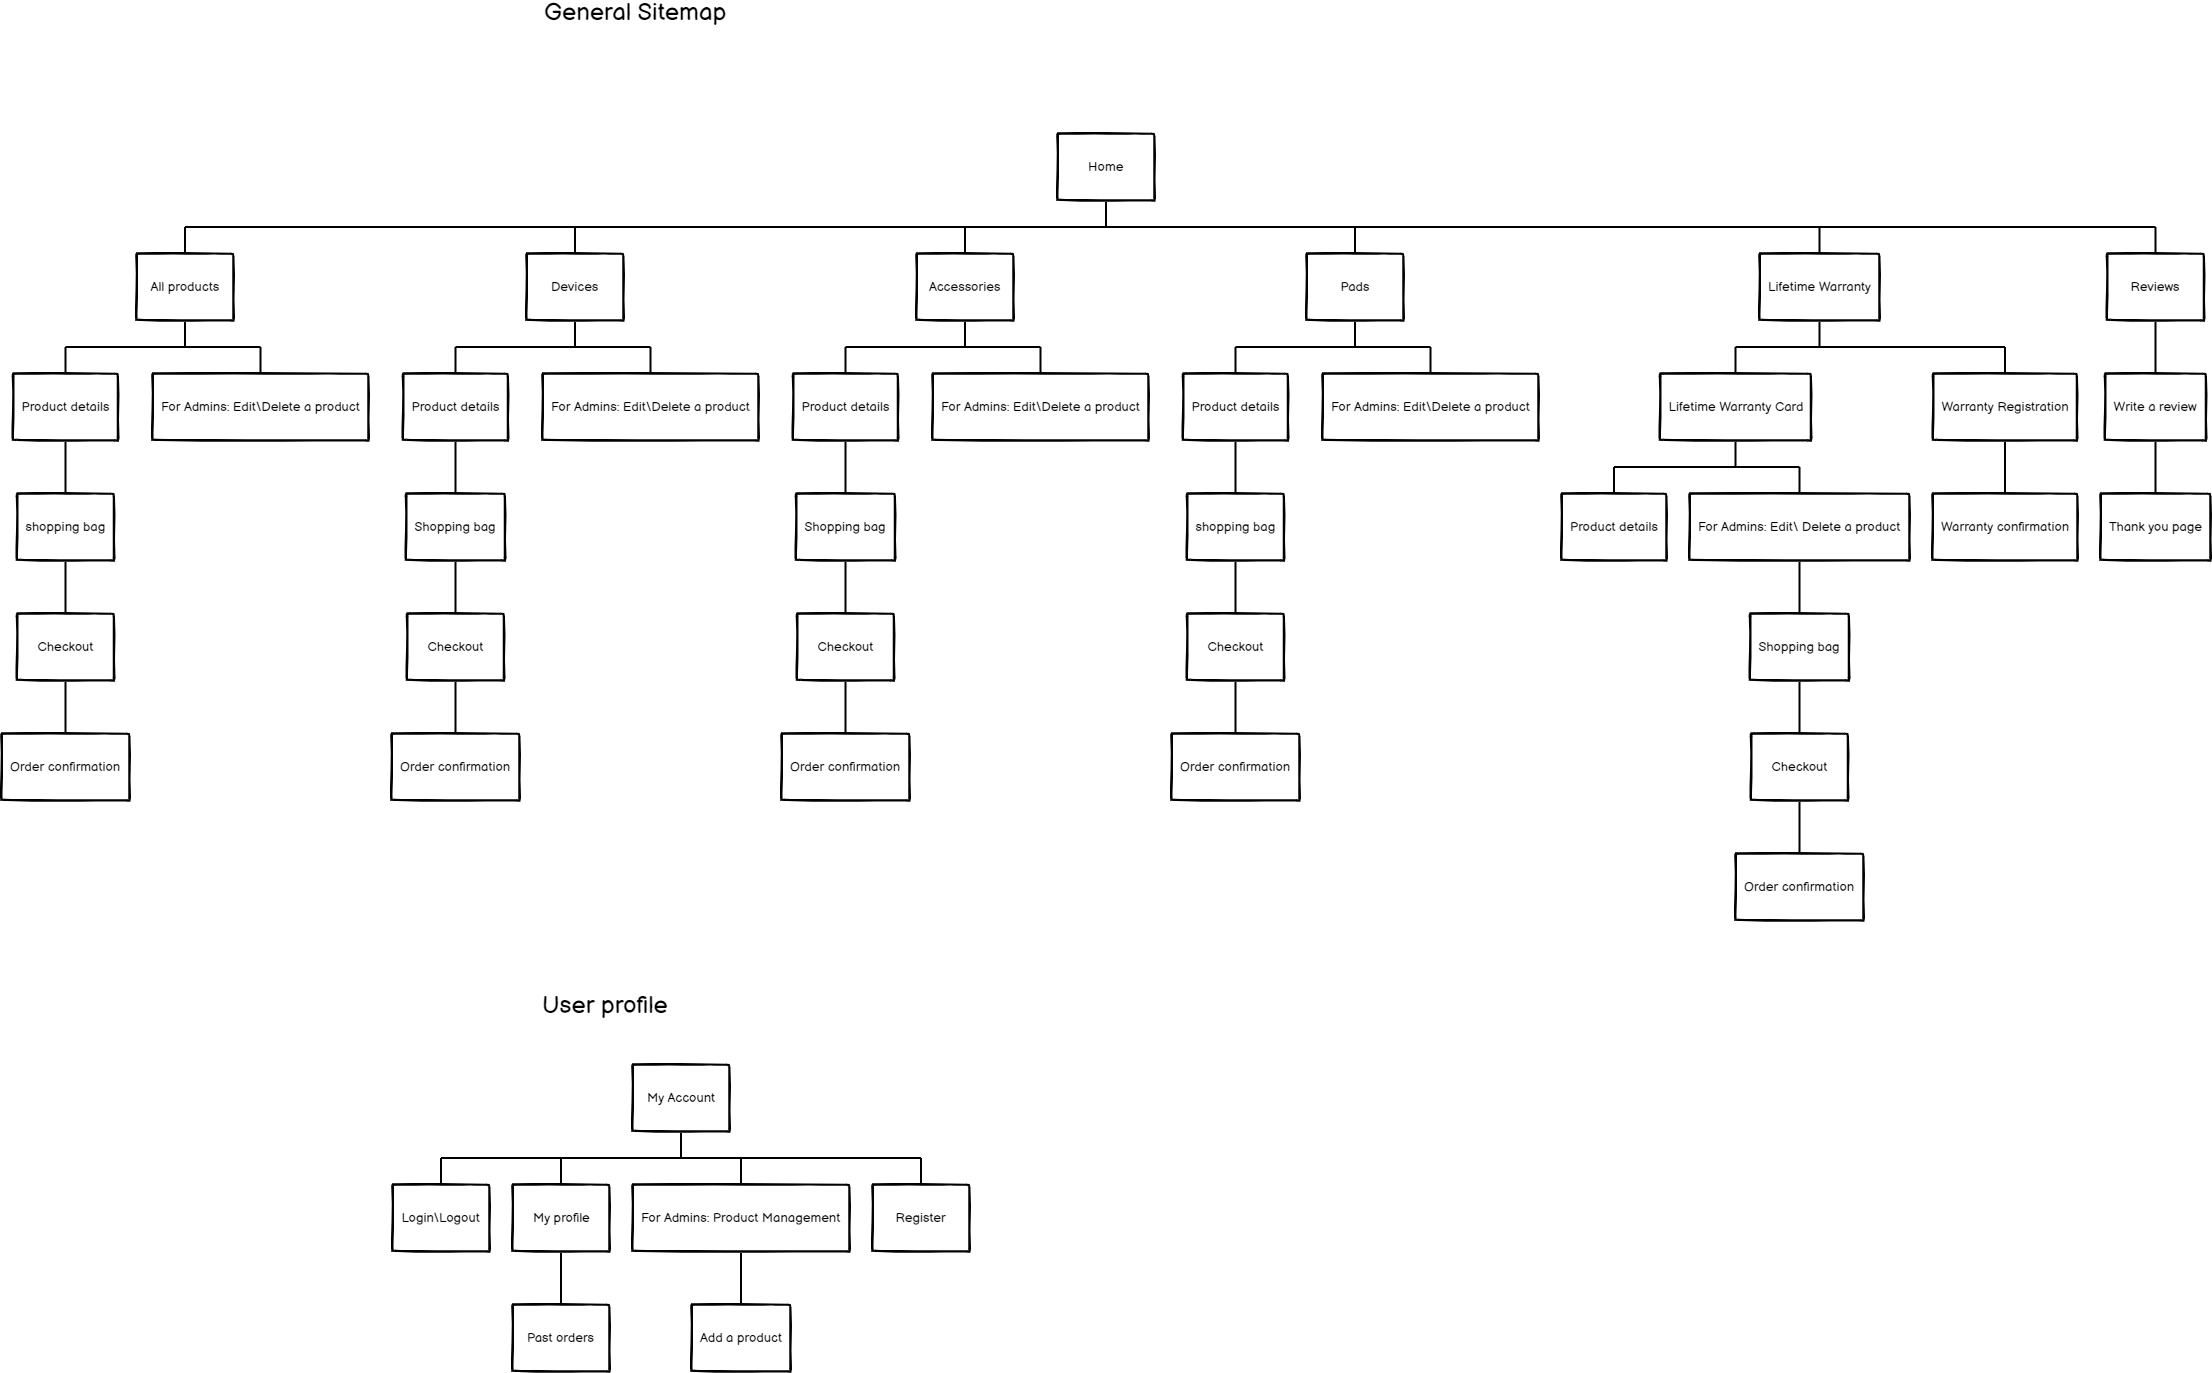 General Sitemap
Home
All products
Devices
Accessories
Pads
Lifetime Warranty
Reviews
Product details
For Admins: Edit\Delete a product
Product details
For Admins: Edit\Delete a product
Product details
For Admins: Edit\Delete a product
Product details
For Admins: Edit\Delete a product
Lifetime Warranty Card
Warranty Registration
Write a review
shopping bag
Shopping bag
Shopping bag
shopping bag
Product details
For Admins: Edit\ Delete a product
Warranty confirmation
Thank you page
Checkout
Checkout
Checkout
Checkout
Shopping bag
Order confirmation
Order confirmation
Order confirmation
Order confirmation
Checkout
Order confirmation
User profile
My Account
Login\Logout
My profile
For Admins: Product Management
Register
Past orders
Add a product